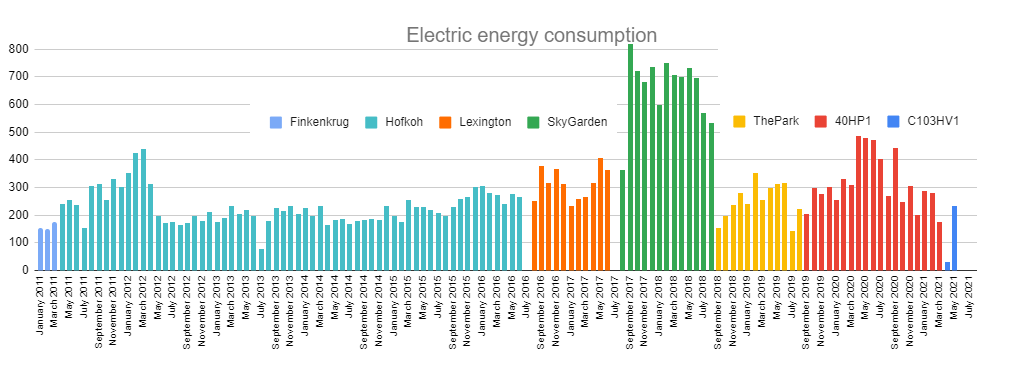 Electric energy consumption
800
700
600
500
400
300
200
100
0
Finkenkrug Hofkoh Lexington SkyGarden ThePark 40HP1 C103HV1
January 2011
March 2011
May 2011
July 2011
September 2011
November 2011
January 2012
March 2012
May 2012
July 2012
September 2012
November 2012
January 2013
March 2013
May 2013
July 2013
September 2013
November 2013
January 2014
March 2014
May 2014
July 2014
September 2014
November 2014
January 2015
March 2015
May 2015
July 2015
September 2015
November 2015
January 2016
March 2016
May 2016
July 2016
September 2016
November 2016
January 2017
March 2017
May 2017
July 2017
September 2017
November 2017
January 2018
March 2018
May 2018
July 2018
September 2018
November 2018
January 2019
March 2019
May 2019
July 2019
September 2019
November 2019
January 2020
March 2020
May 2020
July 2020
September 2020
November 2020
January 2021
March 2021
May 2021
July 2021